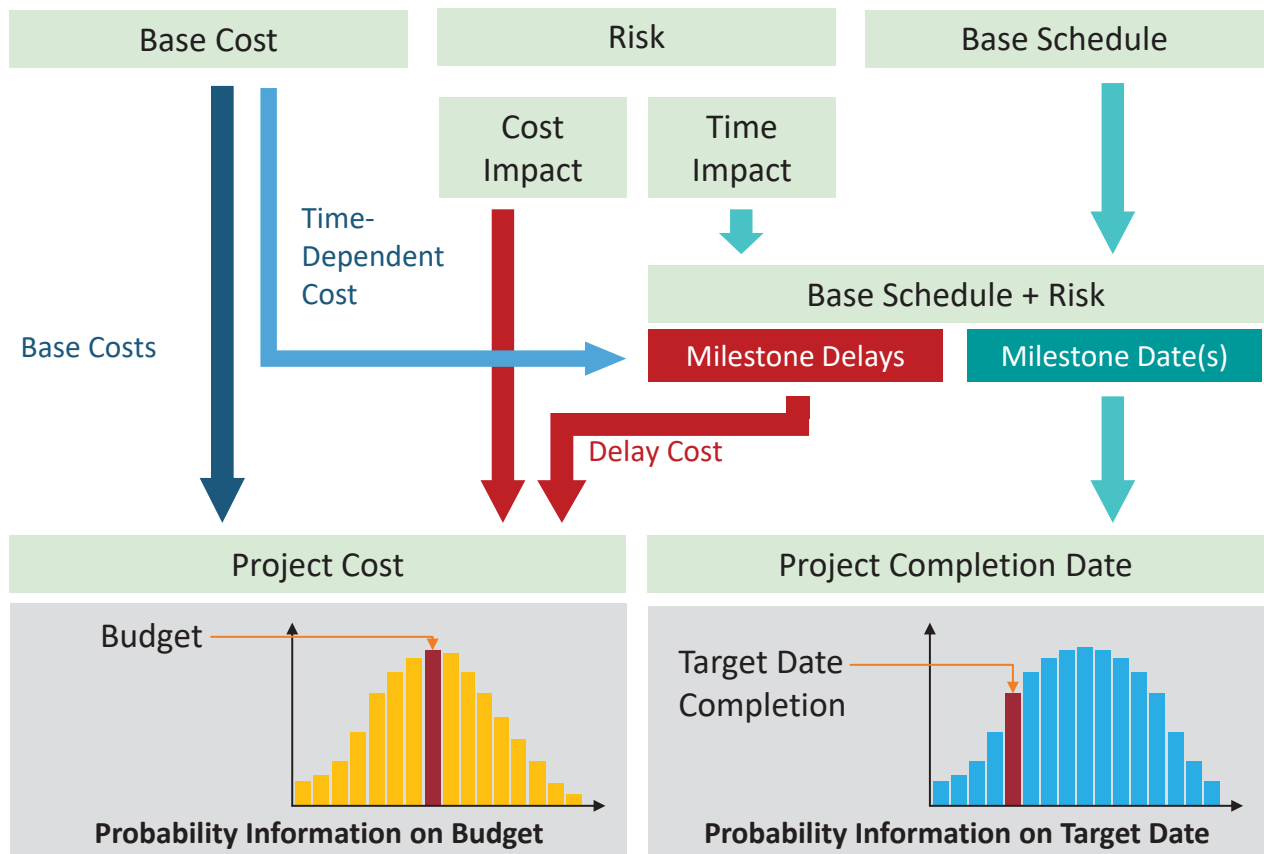 Base Cost
Risk
Base Schedule
Cost
Impact
Time
Impact
Time-
Dependent
Cost
Base Schedule + Risk
Base Costs
Milestone Delays
Milestone Date(s)
Delay Cost
Project Cost
Project Completion Date
Budget
Probability Information on Budget
Target Date
Completion
Probability Information on Target Date